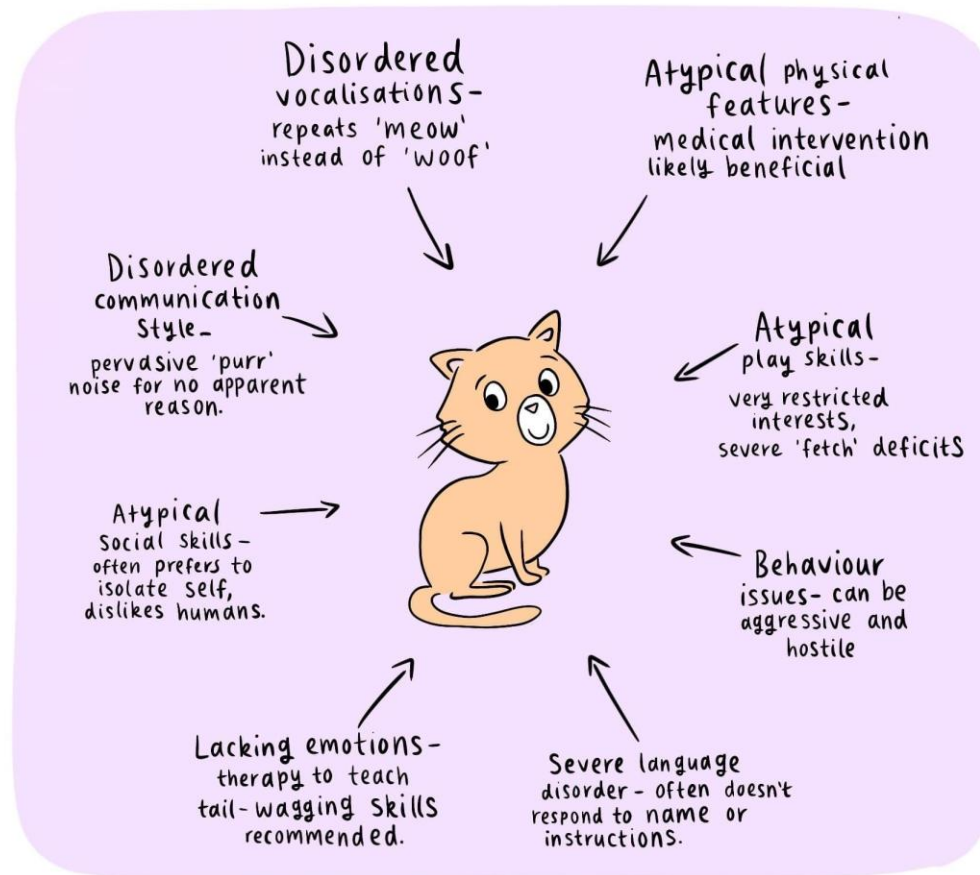 Disordered
vocalisations-
repeats 'meow'
instead of 'woof'
Atypical physical
features-
medical intervention
likely beneficial
Disordered
communication
style-
pervasive 'purr'
noise for no apparent
reason.
Atypical
play skills-
very restricted
interests,
severe 'fetch' deficits
Atypical
social skills-
often prefers to
isolate self,
dislikes humans.
Behaviour
issues- can be
aggressive and
hostile
Lacking emotions-
therapy to teach
tail-wagging skills
recommended.
Severe language
disorder- often doesn't
respond to name or
instructions.